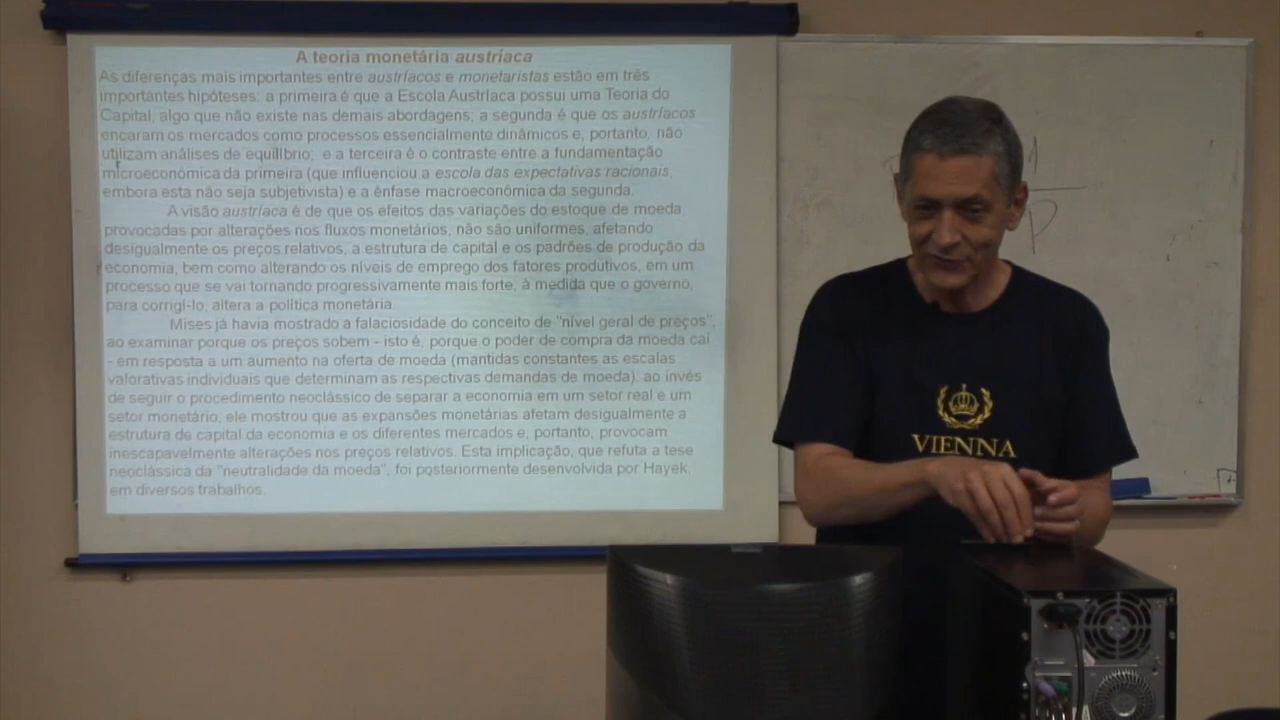 A teoria monetária austríaca
As diferenças mais importantes entre austríacos e monetaristas estão em três
importantes hipóteses: a primeira é que a Escola Austríaca possui uma Teoria do
Capital, algo que não existe nas demais abordagens; a segunda é que os austríacos
encaram os mercados como processos essencialmente dinâmicos e, portanto, não
utilizam análises de equilíbrio; e a terceira é o contraste entre a fundamentação
microeconômica da primeira (que influenciou a escola das expectativas racionais,
embora esta não seja subjetivista) e a ênfase macroeconômica da segunda.
A visão austríaca é de que os efeitos das variações do estoque de moeda,
provocadas por alterações nos fluxos monetários, não são uniformes, afetando
desigualmente os preços relativos, a estrutura de capital e os padrões de produção da
economia, bem como alterando os níveis de emprego dos fatores produtivos, em um
processo que se vai tornando progressivamente mais forte, à medida que o governo,
para corrigi-lo, altera a política monetária.
Mises já havia mostrado a falaciosidade do conceito de "nível geral de preços",
ao examinar porque os preços sobem - isto é, porque o poder de compra da moeda cai
- em resposta a um aumento na oferta de moeda (mantidas constantes as escalas
valorativas individuais que determinam as respectivas demandas de moeda): ao invés
de seguir o procedimento neoclássico de separar a economia em um setor real e um
setor monetário, ele mostrou que as expansões monetárias afetam desigualmente a
estrutura de capital da economia e os diferentes mercados e, portanto, provocam
inescapavelmente alterações nos preços relativos. Esta implicação, que refuta a tese
neoclássica da "neutralidade da moeda", foi posteriormente desenvolvida por Hayek,
em diversos trabalhos.
1
P
VIENNA